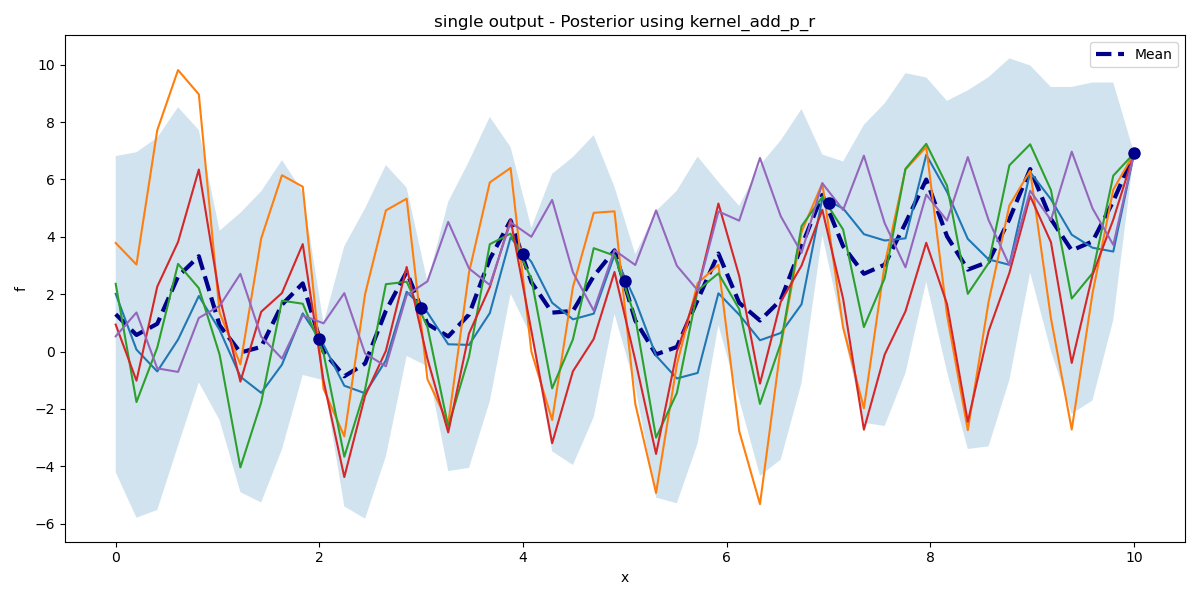 single output - Posterior using kernel_add_p_r
Mean
f
10
8
6
4
2
0
−2
−4
−6
0 2 4 6 8 10
x